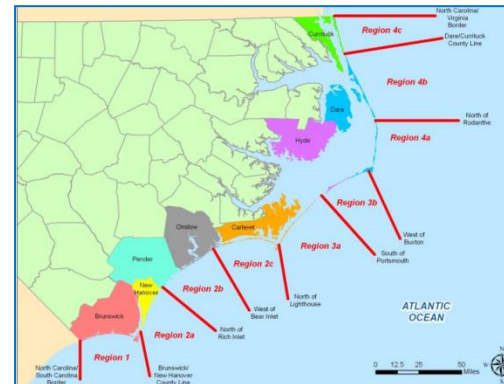 North Carolina/
Virginia
Border
Region 4c
Currituck
Dare/Currituck
County Line
Region 4b
Dare
North of
Rodanthe
Hyde
Region 4a
Region 3b
West of
Buxton
Onslow
Carteret
Region 3a
South of
Portsmouth
Pender
Region 2c
North of
Lighthouse
New
Hanover
Region 2b
West of
Bear Inlet
ATLANTIC
OCEAN
Brunswick
Region 2a
North of
Rich Inlet
Region 1
North Carolina/
South Carolina
Border
Brunswick/
New Hanover
County Line
0 12.5 25 50
Miles
N